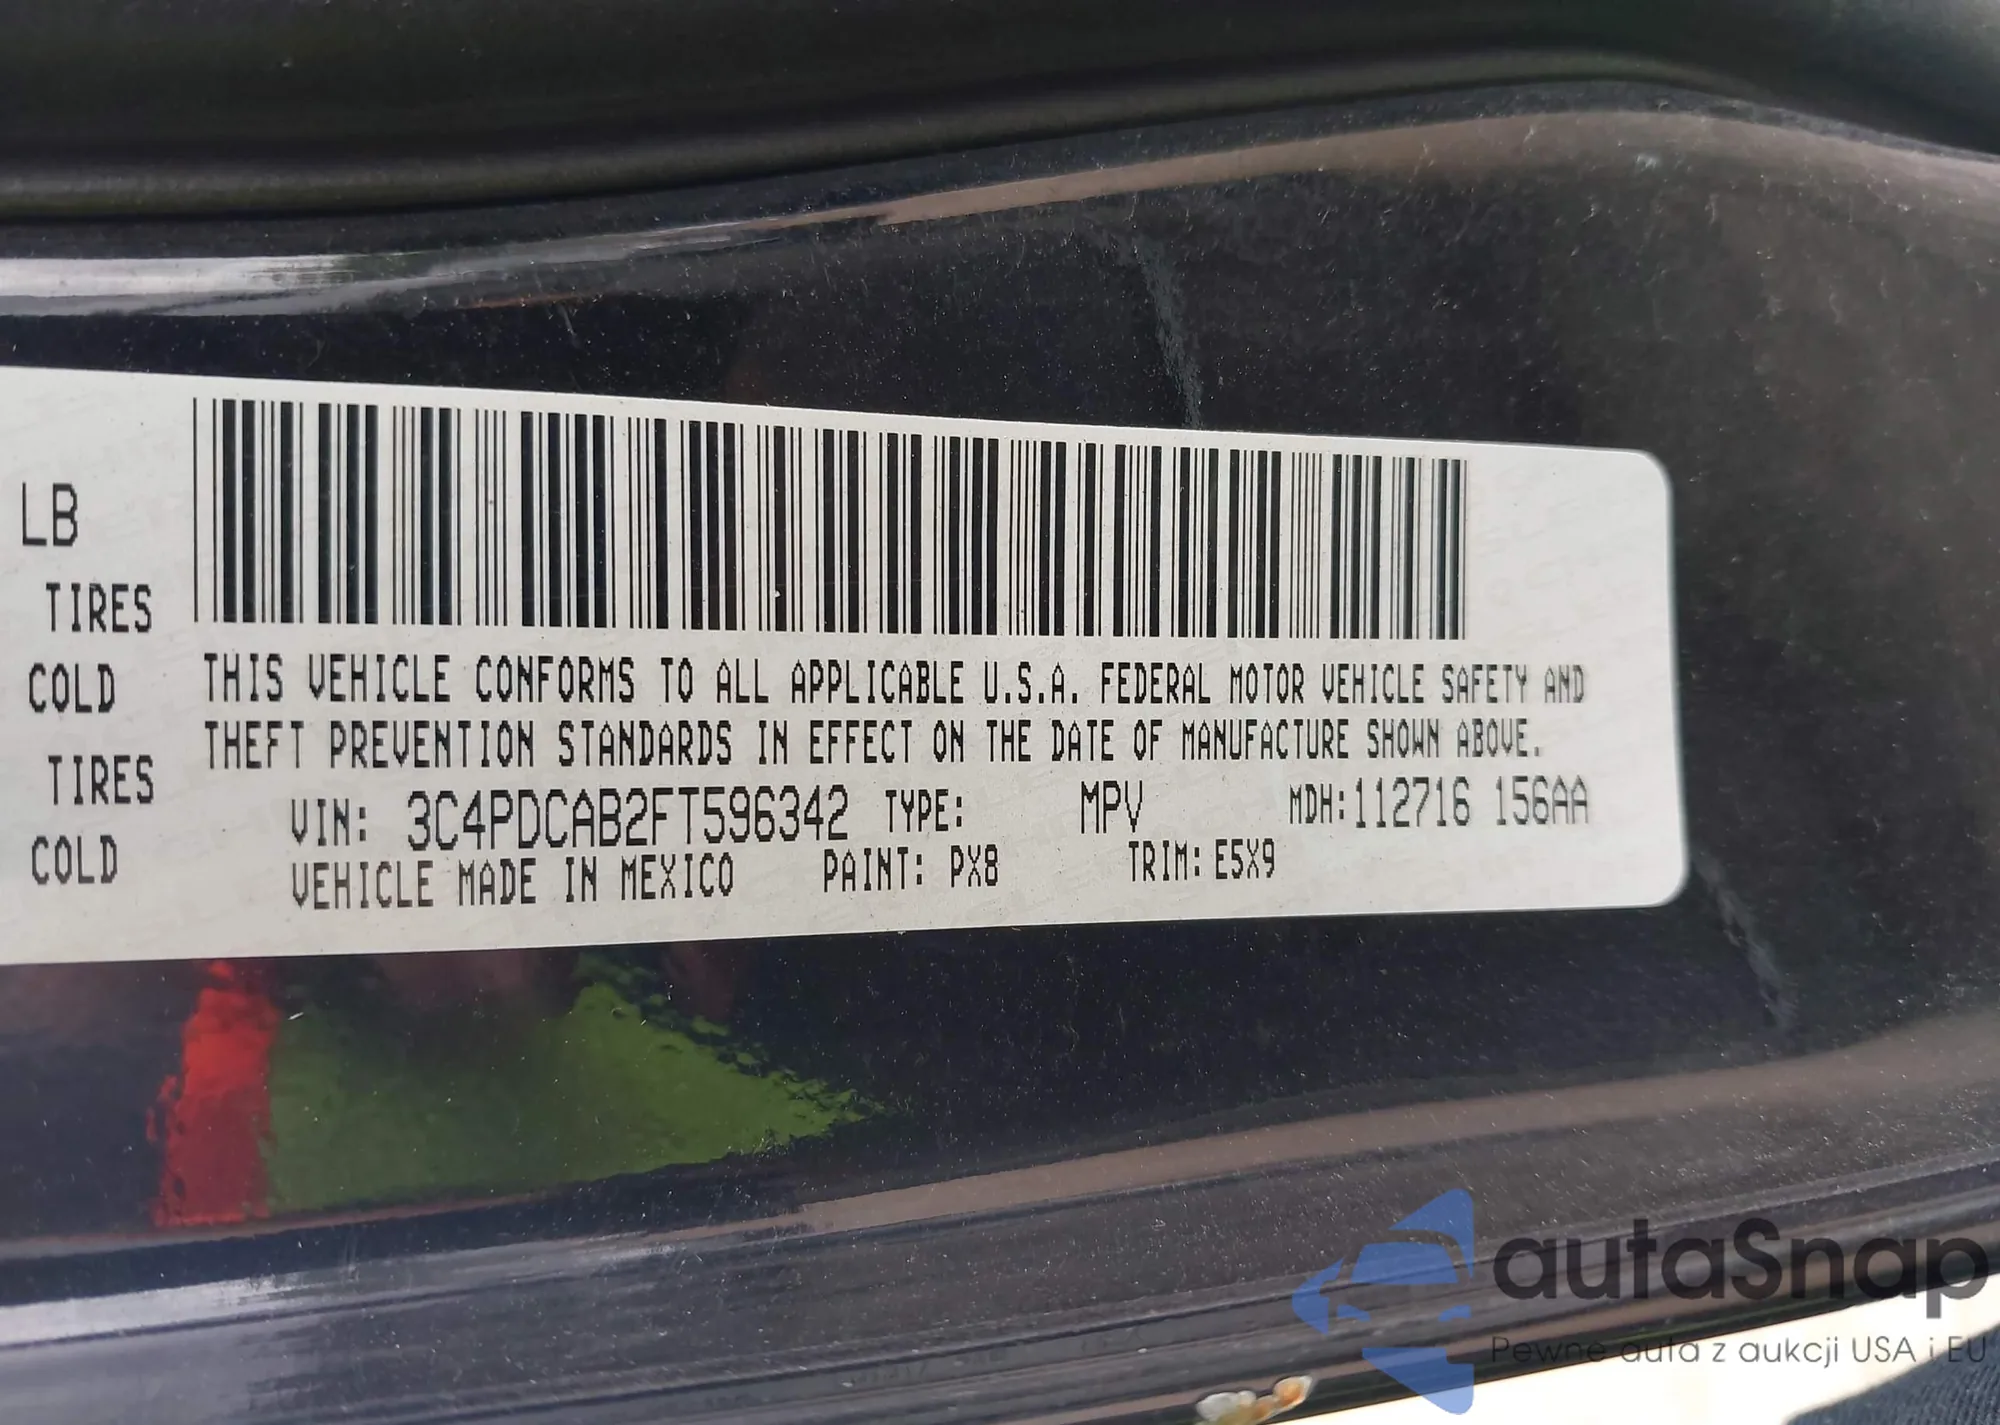 LB
TIRES
COLD
TIRES
COLD
THIS VEHICLE CONFORMS TO ALL APPLICABLE U.S.A. FEDERAL MOTOR VEHICLE SAFETY AND
THEFT PREVENTION STANDARDS IN EFFECT ON THE DATE OF MANUFACTURE SHOWN ABOVE.
VIN: 3C4PDCAB2FT596342 TYPE: MPV MDH:112716 156AA
VEHICLE MADE IN MEXICO PAINT: PX8 TRIM: E5X9
autaSnap
Pewne auta z aukcji USA i EU